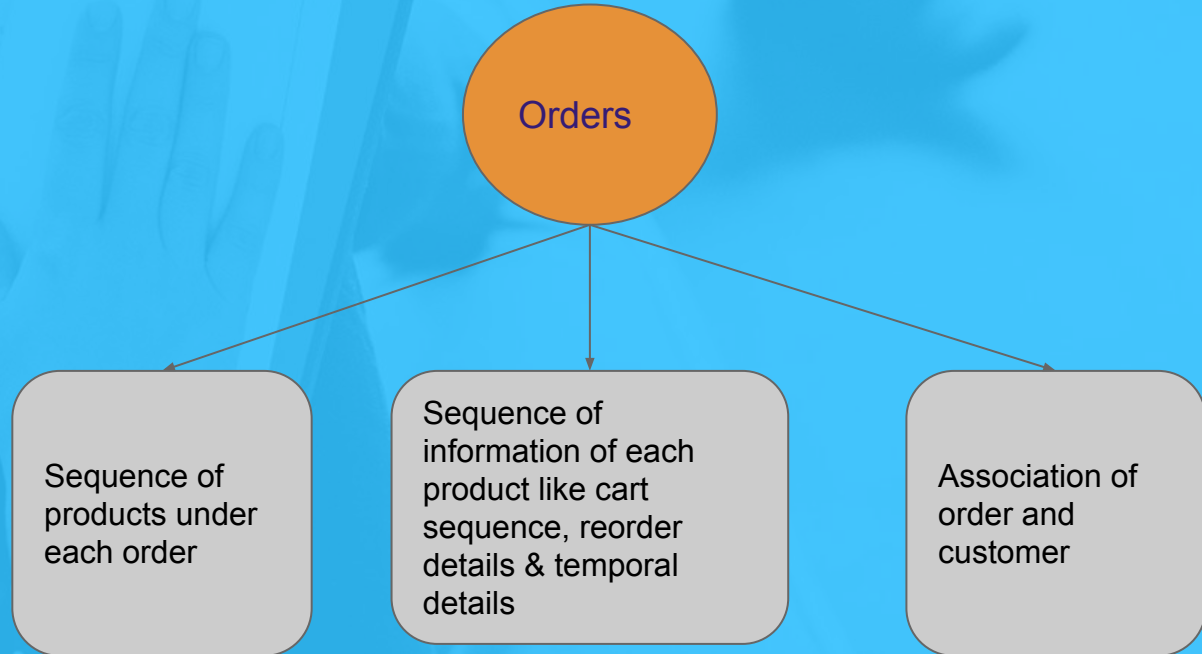 Orders
Sequence of
products under
each order
Sequence of
information of each
product like cart
sequence, reorder
details & temporal
details
Association of
order and
customer